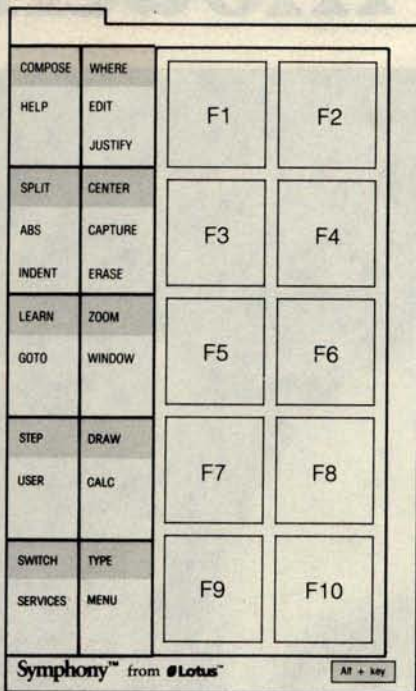 COMPOSE WHERE
HELP EDIT
JUSTIFY
F1 F2
SPLIT CENTER
ABS CAPTURE
INDENT ERASE
F3 F4
LEARN ZOOM
GOTO WINDOW
F5 F6
STEP DRAW
USER CALC
F7 F8
SWITCH TYPE
SERVICES MENU
F9 F10
Symphony™ from Lotus™
Alt + key